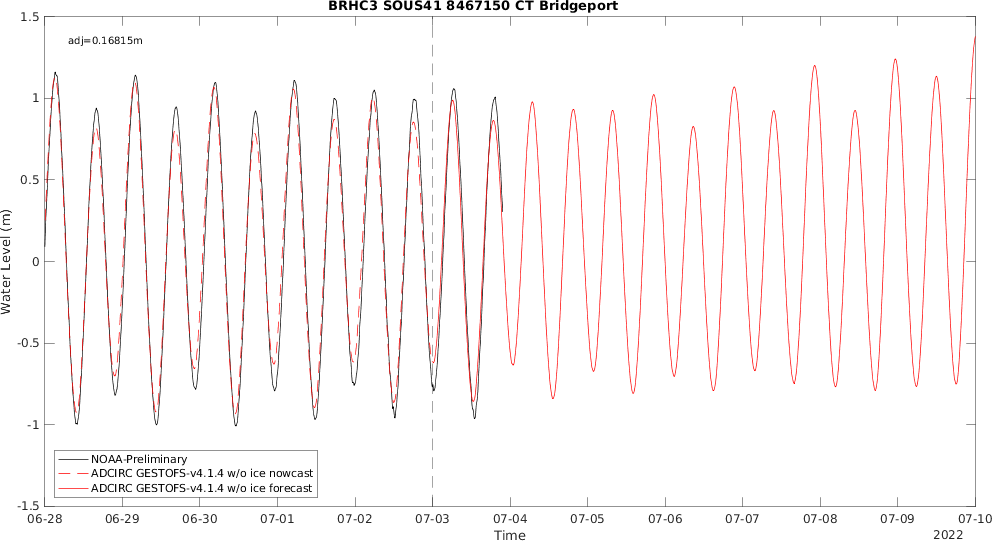 BRHC3 SOUS41 8467150 CT Bridgeport
adj=0.16815m
1.5
1
0.5
0
-0.5
-1
-1.5
Water Level (m)
NOAA-Preliminary
ADCIRC GESTOFS-v4.1.4 w/o ice nowcast
ADCIRC GESTOFS-v4.1.4 w/o ice forecast
06-28 06-29 06-30 07-01 07-02 07-03 07-04 07-05 07-06 07-07 07-08 07-09 07-10
Time
2022